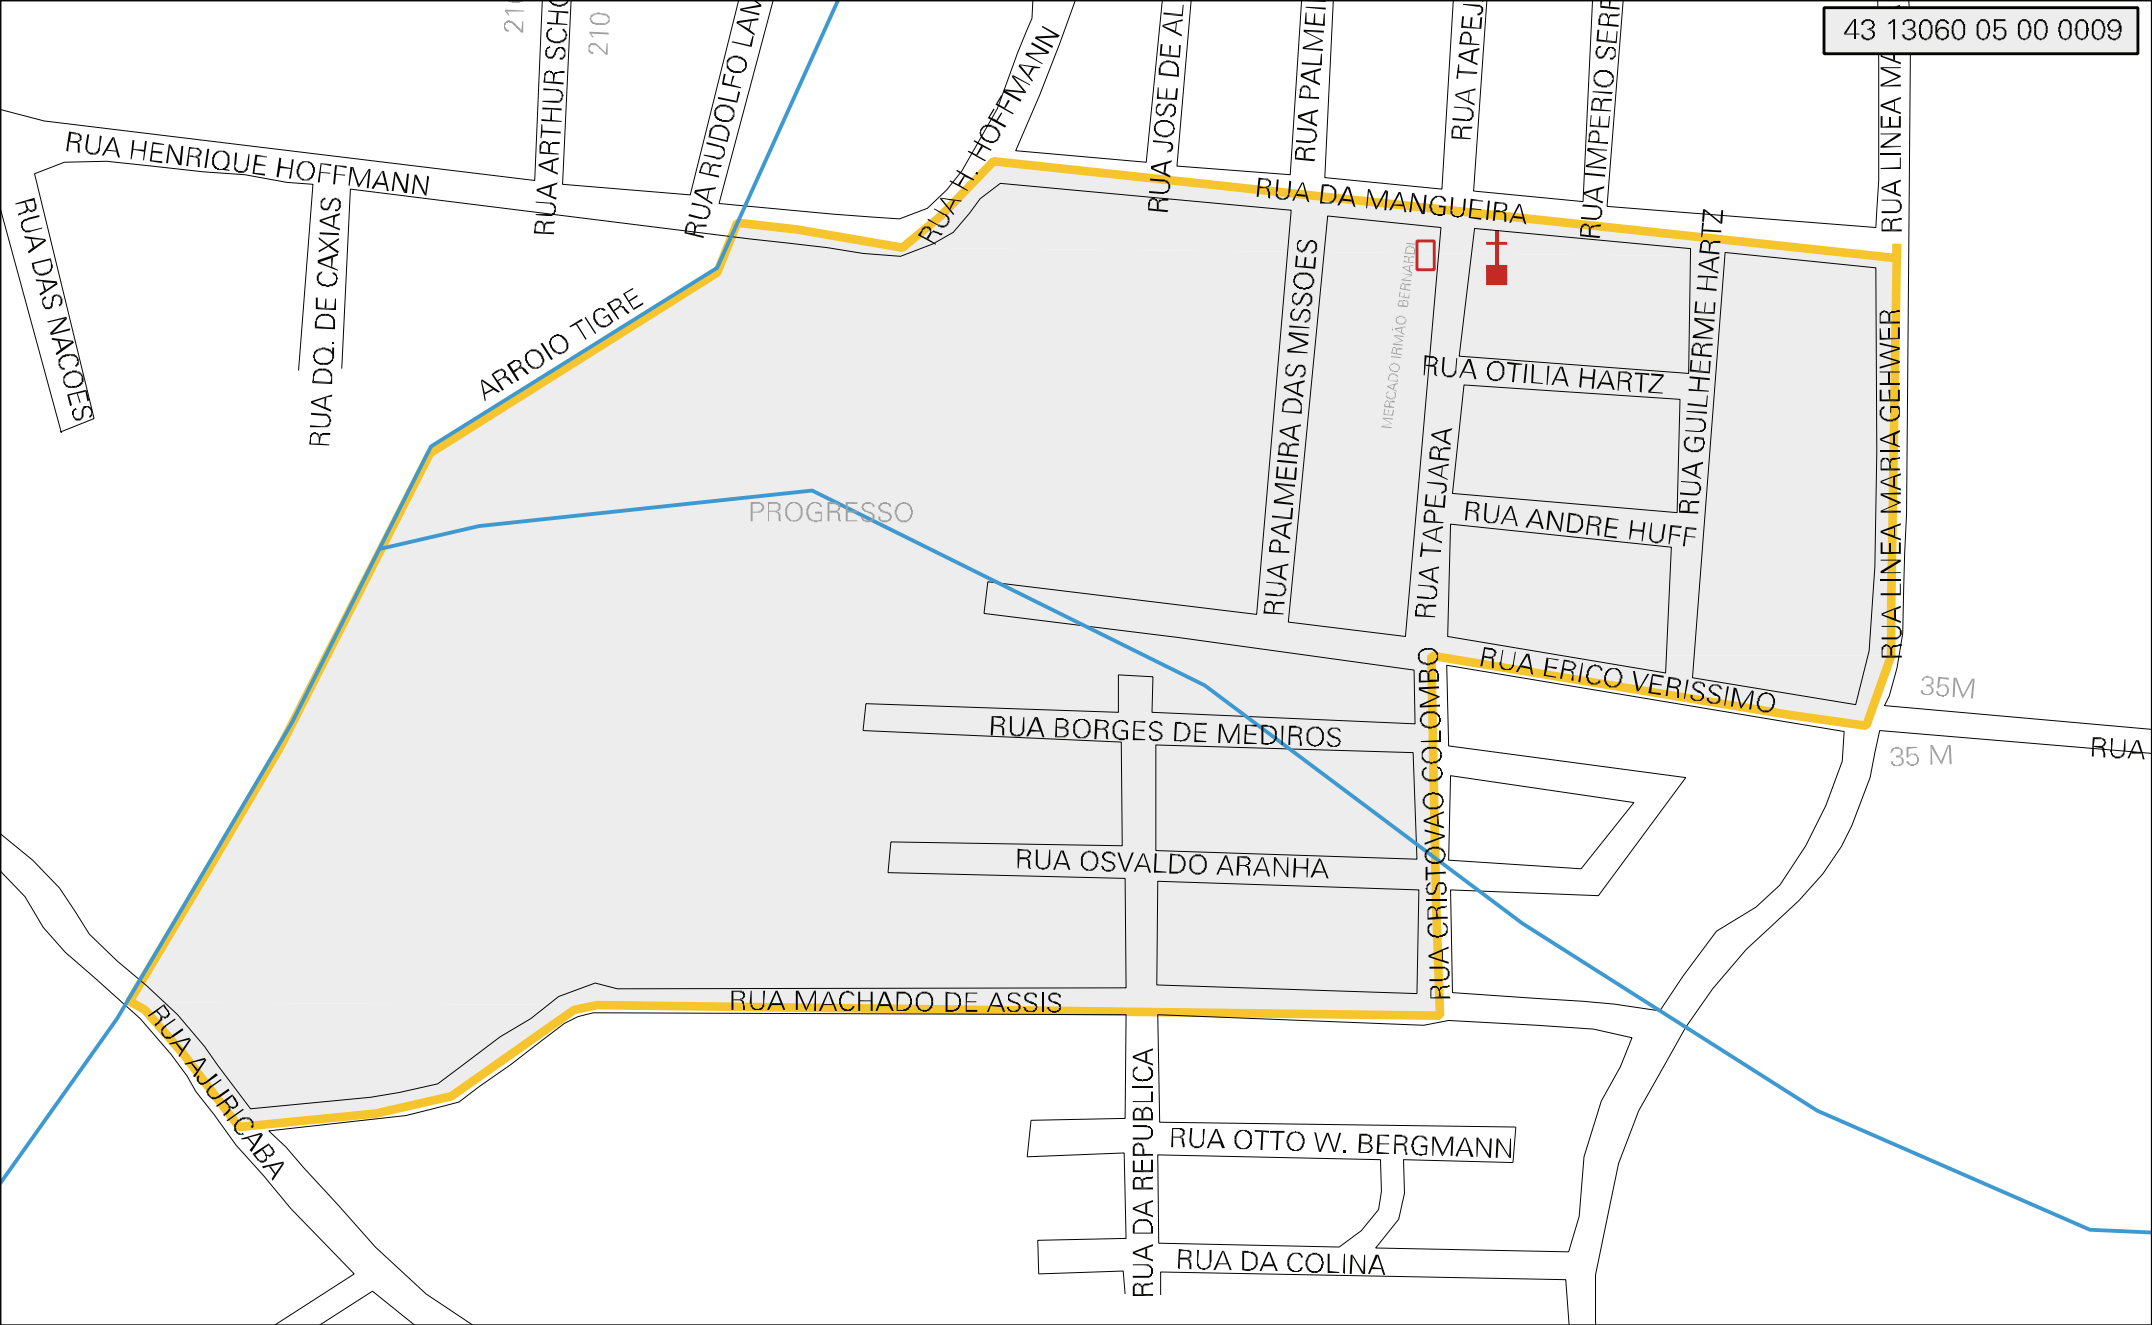 43 13060 05 00 0009
210
RUA ARTHUR SCHO
RUA RUDOLFO LAM
RUA H. HOFFMANN
RUA JOSE DE AL
RUA PALMEI
RUA TAPEJ
RUA IMPERIO SERR
RUA LINEA MA
RUA HENRIQUE HOFFMANN
RUA DAS NACOES
RUA DQ. DE CAXIAS
ARROIO TIGRE
RUA DA MANGUEIRA
MERCADO IRMÃO BERNARDI
RUA PALMEIRA DAS MISSOES
RUA TAPEJARA
RUA OTILIA HARTZ
RUA GUILHERME HARTZ
RUA LINEA MARIA GEHWER
RUA ANDRE HUFF
PROGRESSO
RUA ERICO VERISSIMO
35M
35 M
RUA
RUA BORGES DE MEDIROS
RUA CRISTOVAO COLOMBO
RUA OSVALDO ARANHA
RUA MACHADO DE ASSIS
RUA AJURICABA
RUA DA REPUBLICA
RUA OTTO W. BERGMANN
RUA DA COLINA